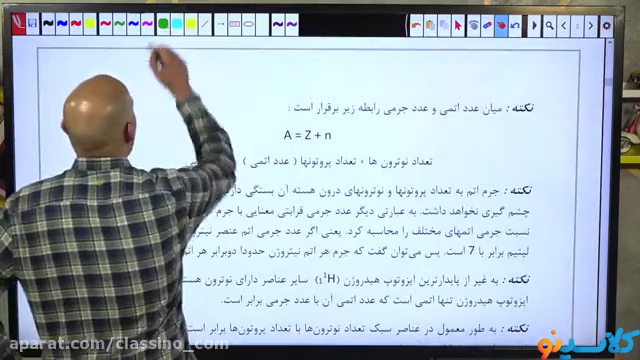 نکته : میان عدد اتمی و عدد جرمی رابطه زیر برقرار است :
A = Z + n
تعداد نوترون ها + تعداد پروتونها ( عدد اتمی )
نکته : جرم اتم به تعداد پروتونها و نوترونهای درون هسته آن بستگی
چشم گیری نخواهد داشت. به عبارتی دیگر عدد جرمی قرابتی معنایی با جرم
نسبت جرمی اتمهای مختلف را محاسبه کرد. یعنی اگر عدد جرمی اتم عنصر
لیتیم برابر با 7 است. پس می‌توان گفت که جرم هر اتم نیتروژن حدودا دوبرابر هر
نکته : به غیر از پایدارترین ایزوتوپ هیدروژن (₁¹H) سایر عناصر دارای نوترون
ایزوتوپ هیدروژن تنها اتمی است که عدد اتمی آن با عدد جرمی برابر است.
نکته : به طور معمول در عناصر سبک تعداد نوترون‌ها با تعداد پروتون‌ها برابر است
کلاسینو
aparat.com/classino_com